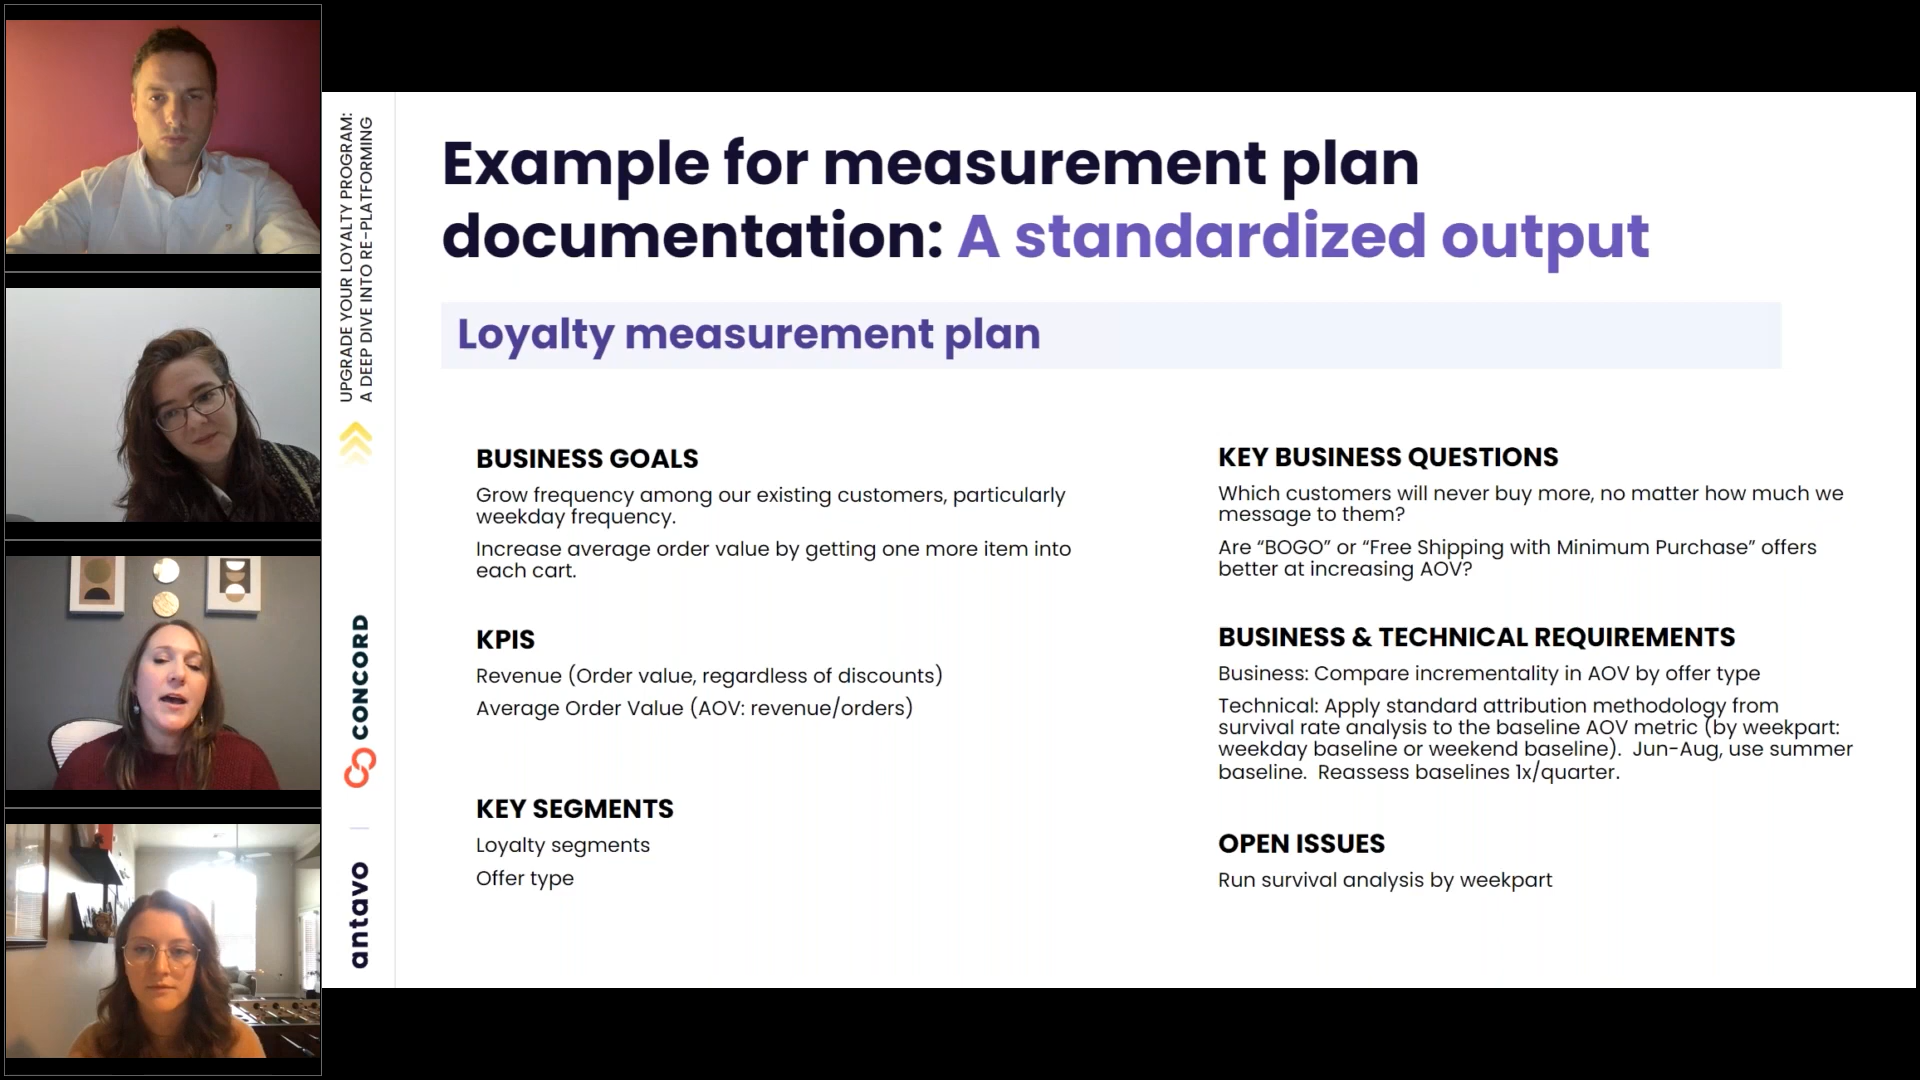 UPGRADE YOUR LOYALTY PROGRAM:
A DEEP DIVE INTO RE-PLATFORMING
CONCORD
antavo
Example for measurement plan
documentation: A standardized output
Loyalty measurement plan
BUSINESS GOALS
Grow frequency among our existing customers, particularly
weekday frequency.
Increase average order value by getting one more item into
each cart.
KPIS
Revenue (Order value, regardless of discounts)
Average Order Value (AOV: revenue/orders)
KEY SEGMENTS
Loyalty segments
Offer type
KEY BUSINESS QUESTIONS
Which customers will never buy more, no matter how much we
message to them?
Are “BOGO” or “Free Shipping with Minimum Purchase” offers
better at increasing AOV?
BUSINESS & TECHNICAL REQUIREMENTS
Business: Compare incrementality in AOV by offer type
Technical: Apply standard attribution methodology from
survival rate analysis to the baseline AOV metric (by weekpart:
weekday baseline or weekend baseline).  Jun-Aug, use summer
baseline.  Reassess baselines 1x/quarter.
OPEN ISSUES
Run survival analysis by weekpart